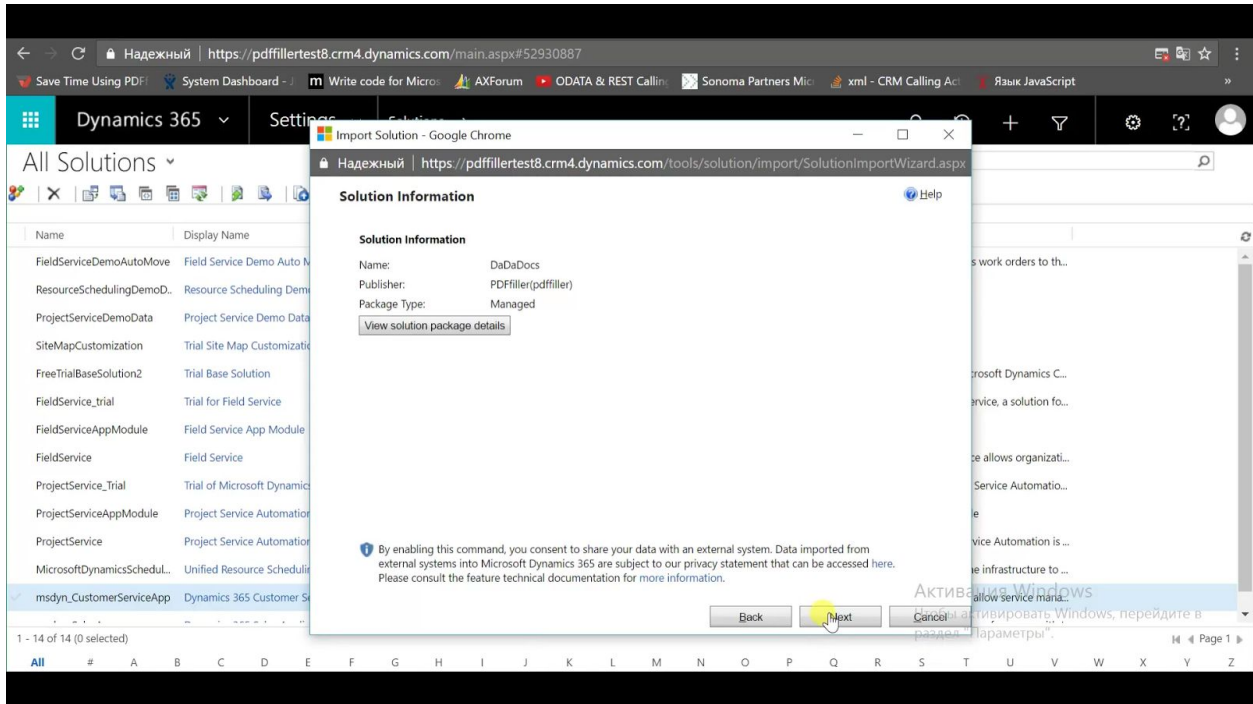 Надежный | https://pdffillertest8.crm4.dynamics.com/main.aspx#52930887
Save Time Using PDF System Dashboard - J Write code for Micros AXForum ODATA & REST Calling Sonoma Partners Mic xml - CRM Calling Act Язык JavaScript »
Dynamics 365 Settings
Import Solution - Google Chrome
Надежный | https://pdffillertest8.crm4.dynamics.com/tools/solution/import/SolutionImportWizard.aspx
All Solutions
Solution Information
Help
Name Display Name
Solution Information
FieldServiceDemoAutoMove Field Service Demo Auto M
Name: DaDaDocs
s work orders to th...
ResourceSchedulingDemoD.. Resource Scheduling Dem
Publisher: PDFfiller(pdffiller)
Package Type: Managed
ProjectServiceDemoData Project Service Demo Data
View solution package details
SiteMapCustomization Trial Site Map Customizatio
FreeTrialBaseSolution2 Trial Base Solution
crosoft Dynamics C...
FieldService_trial Trial for Field Service
ervice, a solution fo...
FieldServiceAppModule Field Service App Module
FieldService Field Service
ce allows organizati...
ProjectService_Trial Trial of Microsoft Dynamics
Service Automatio...
ProjectServiceAppModule Project Service Automation
e
ProjectService Project Service Automation
vice Automation is ...
By enabling this command, you consent to share your data with an external system. Data imported from
external systems into Microsoft Dynamics 365 are subject to our privacy statement that can be accessed here.
Please consult the feature technical documentation for more information.
MicrosoftDynamicsSchedul... Unified Resource Schedulin
e infrastructure to ...
msdyn_CustomerServiceApp Dynamics 365 Customer Se
allow service mana...
Активация Windows
Чтобы активировать Windows, перейдите в
раздел "Параметры".
Back Next Cancel
1 - 14 of 14 (0 selected)
Page 1
All # A B C D E F G H I J K L M N O P Q R S T U V W X Y Z